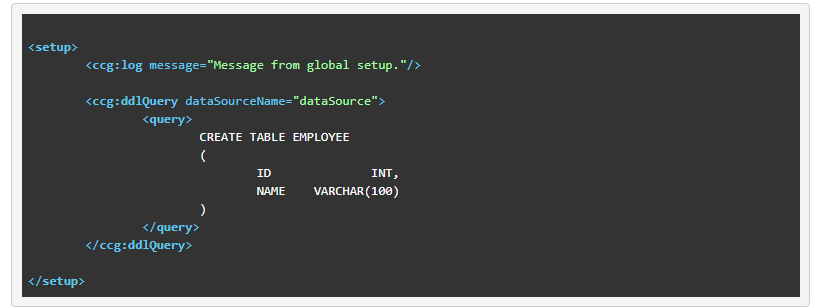 <setup>
        <ccg:log message="Message from global setup."/>

        <ccg:ddlQuery dataSourceName="dataSource">
                <query>
                        CREATE TABLE EMPLOYEE
                        (
                                ID              INT,
                                NAME    VARCHAR(100)
                        )
                </query>
        </ccg:ddlQuery>

</setup>